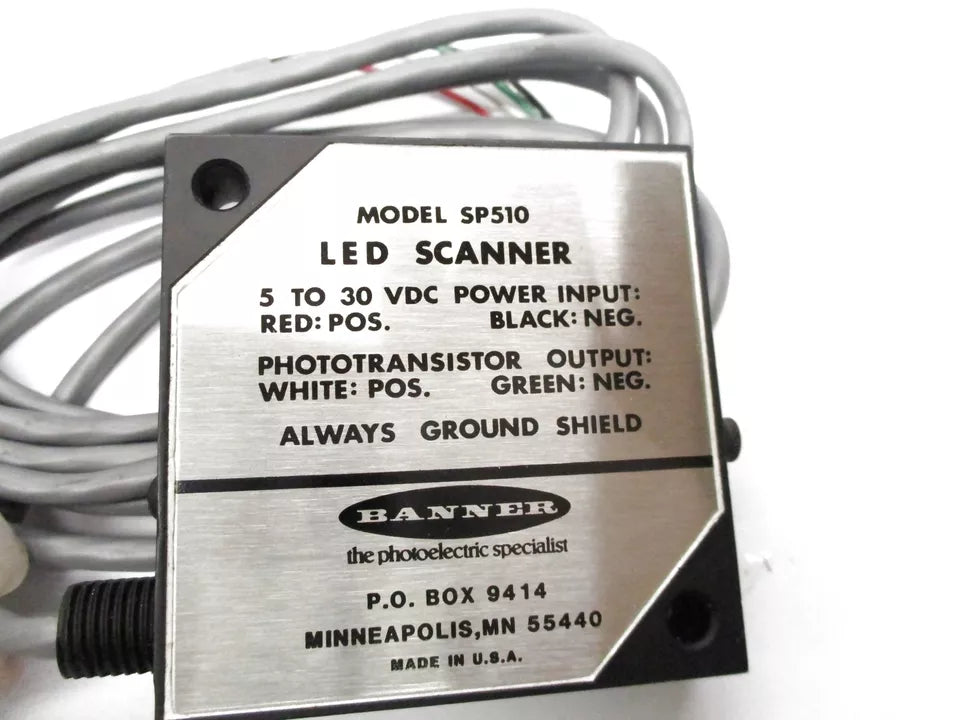 MODEL SP510
LED SCANNER
5 TO 30 VDC POWER INPUT:
RED: POS. BLACK: NEG.
PHOTOTRANSISTOR OUTPUT:
WHITE: POS. GREEN: NEG.
ALWAYS GROUND SHIELD
BANNER
the photoelectric specialist
P.O. BOX 9414
MINNEAPOLIS, MN 55440
MADE IN U.S.A.